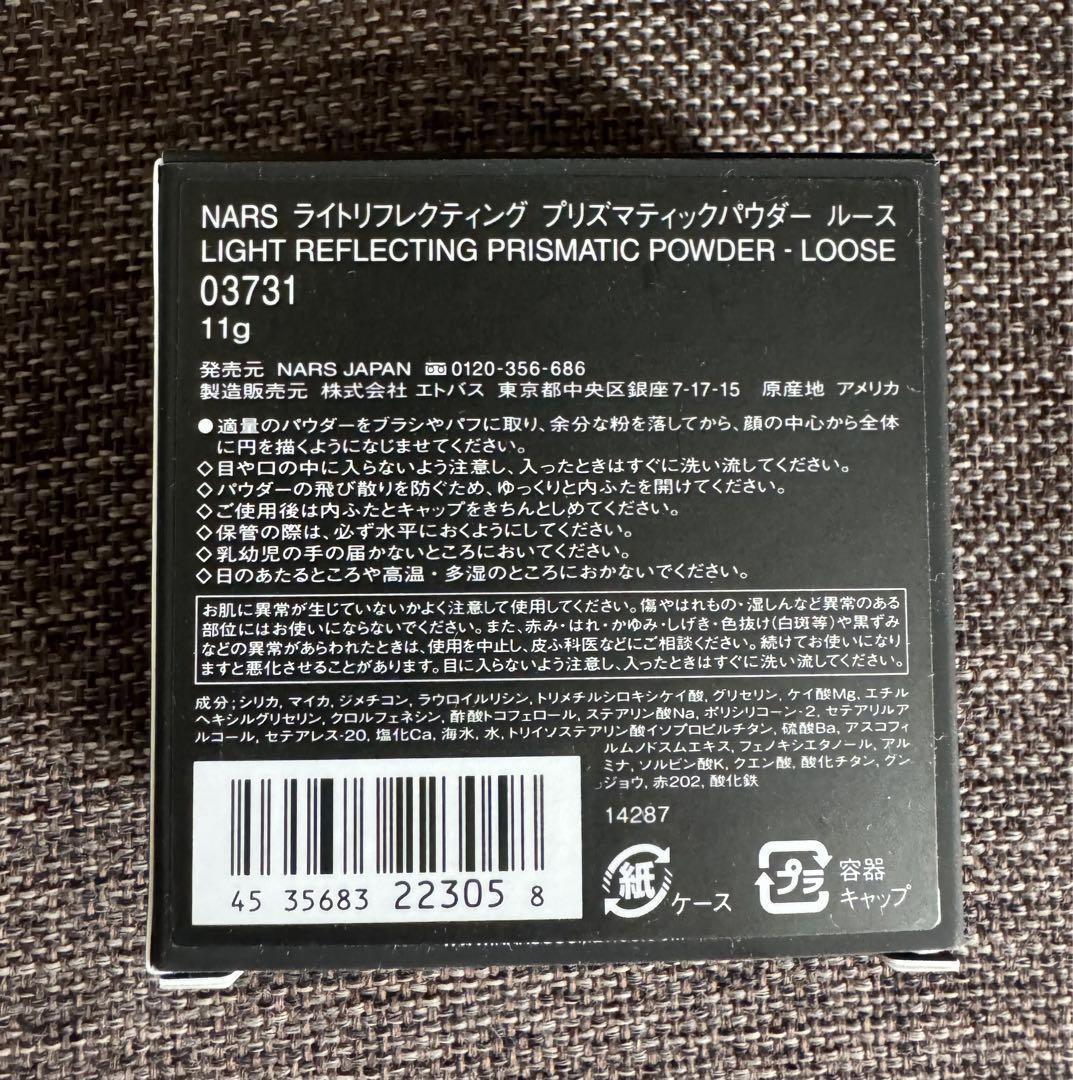 NARS ライトリフレクティング プリズマティックパウダー ルース
LIGHT REFLECTING PRISMATIC POWDER - LOOSE
03731
11g
発売元 NARS JAPAN 0120-356-686
製造販売元 株式会社 エトバス 東京都中央区銀座7-17-15 原産地 アメリカ
●適量のパウダーをブラシやパフに取り、余分な粉を落してから、顔の中心から全体
に円を描くようになじませてください。
◇目や口の中に入らないよう注意し、入ったときはすぐに洗い流してください。
◇パウダーの飛び散りを防ぐため、ゆっくりと内ふたを開けてください。
◇ご使用後は内ふたとキャップをきちんとしめてください。
◇保管の際は、必ず水平におくようにしてください。
◇乳幼児の手の届かないところにおいてください。
◇日のあたるところや高温・多湿のところにおかないでください。
お肌に異常が生じていないかよく注意して使用してください。傷やはれもの・湿しんなど異常のある
部位にはお使いにならないでください。また、赤み・はれ・かゆみ・しげき・色抜け(白斑等)や黒ずみ
などの異常があらわれたときは、使用を中止し、皮ふ科医などにご相談ください。続けてお使いになり
ますと悪化させることがあります。目に入らないよう注意し、入ったときはすぐに洗い流してください。
成分;シリカ, マイカ, ジメチコン, ラウロイルリシン, トリメチルシロキシケイ酸, グリセリン, ケイ酸Mg, エチル
ヘキシルグリセリン, クロルフェネシン, 酢酸トコフェロール, ステアリン酸Na, ポリシリコーン-2, セテアリルア
ルコール, セテアレス-20, 塩化Ca, 海水, 水, トリイソステアリン酸イソプロピルチタン, 硫酸Ba, アスコフィ
ルムノドスムエキス, フェノキシエタノール, アル
ミナ, ソルビン酸K, クエン酸, 酸化チタン, グン
ジョウ, 赤202, 酸化鉄
14287
45 35683 22305 8
紙 ケース
プラ 容器
キャップ